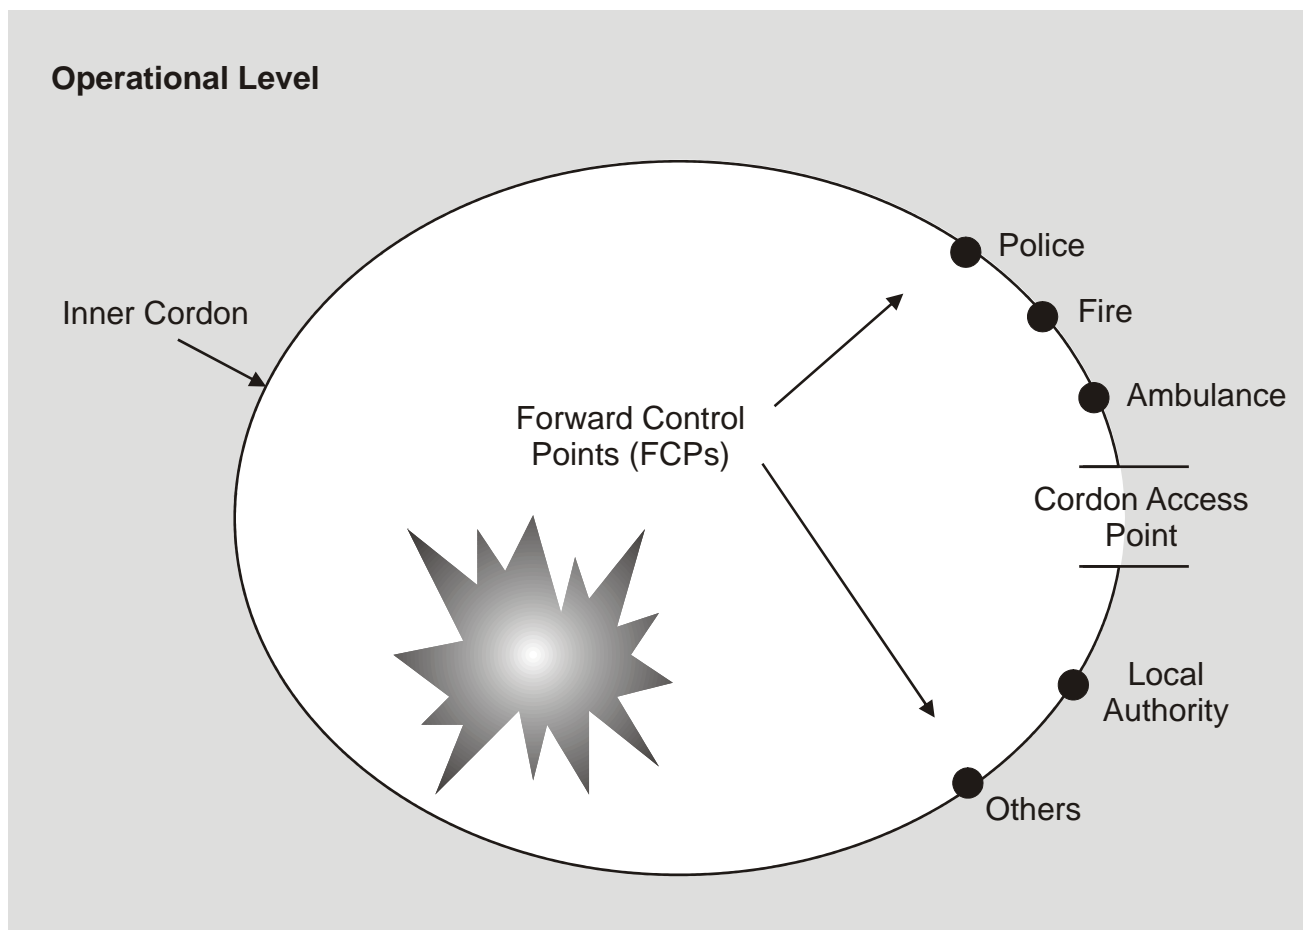 Operational Level
Police
Inner Cordon
Fire
Ambulance
Forward Control
Points (FCPs)
Cordon Access
Point
Local
Authority
Others